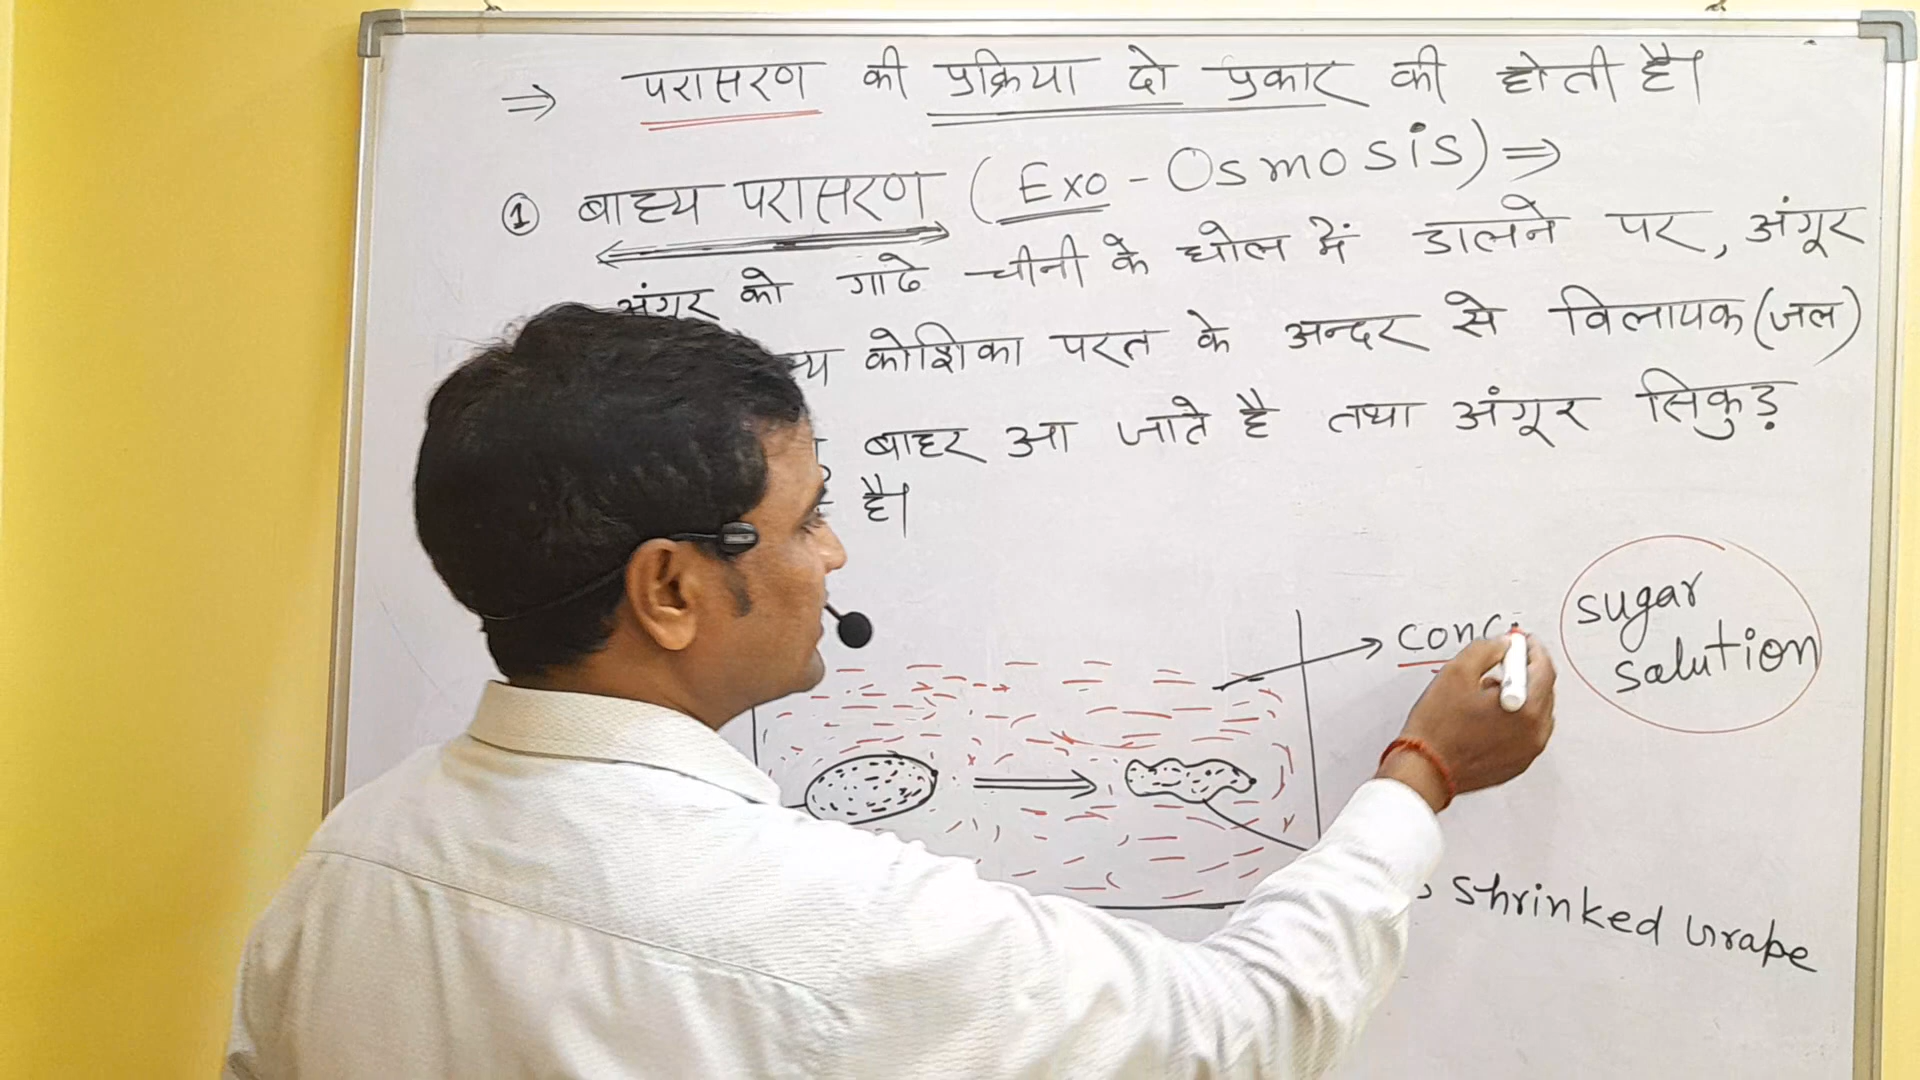 ⇒ परासरण की प्रक्रिया दो प्रकार की होती है।
① बाह्य परासरण (Exo-Osmosis) ⇒
अंगूर को गाढे चीनी के घोल में डालने पर, अंगूर
कोशिका परत के अन्दर से विलायक (जल)
बाहर आ जाते है तथा अंगूर सिकुड़
है।
→ conc. sugar
salution
shrinked Grape